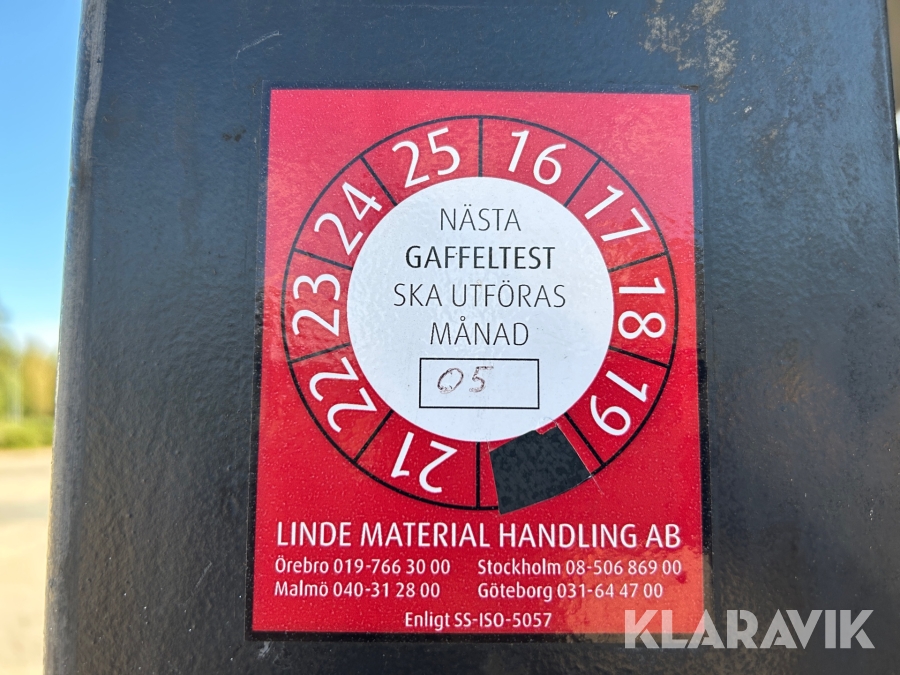 25 16
24 17
23 18
22 19
21
NÄSTA
GAFFELTEST
SKA UTFÖRAS
MÅNAD
05
LINDE MATERIAL HANDLING AB
Örebro 019-766 30 00 Stockholm 08-506 869 00
Malmö 040-31 28 00 Göteborg 031-64 47 00
Enligt SS-ISO-5057
KLARAVIK